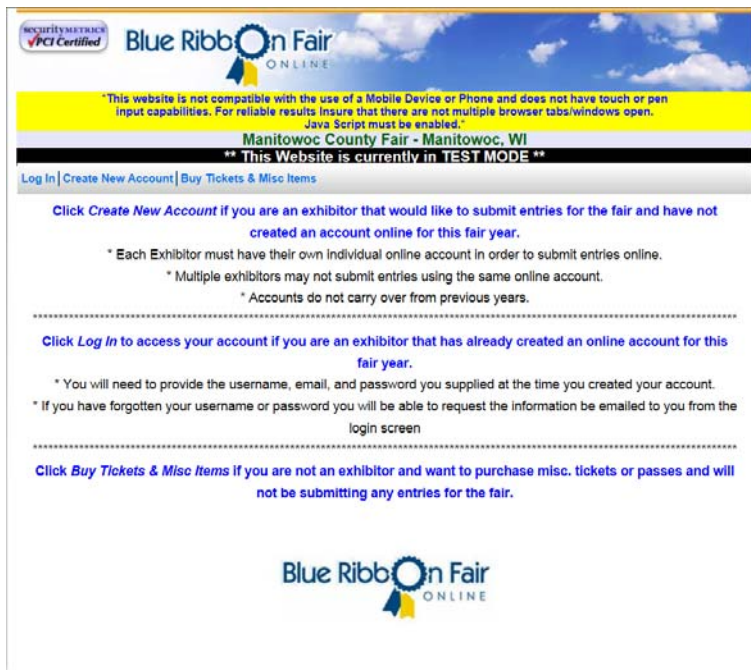 SECURITYMETRICS
PCI Certified
Blue Ribbon Fair
ONLINE
*This website is not compatible with the use of a Mobile Device or Phone and does not have touch or pen
input capabilities. For reliable results Insure that there are not multiple browser tabs/windows open.
Java Script must be enabled.*
Manitowoc County Fair - Manitowoc, WI
** This Website is currently in TEST MODE **
Log In|Create New Account|Buy Tickets & Misc Items
Click Create New Account if you are an exhibitor that would like to submit entries for the fair and have not
created an account online for this fair year.
* Each Exhibitor must have their own individual online account in order to submit entries online.
* Multiple exhibitors may not submit entries using the same online account.
* Accounts do not carry over from previous years.
Click Log In to access your account if you are an exhibitor that has already created an online account for this
fair year.
* You will need to provide the username, email, and password you supplied at the time you created your account.
* If you have forgotten your username or password you will be able to request the information be emailed to you from the
login screen
Click Buy Tickets & Misc Items if you are not an exhibitor and want to purchase misc. tickets or passes and will
not be submitting any entries for the fair.
Blue Ribbon Fair
ONLINE